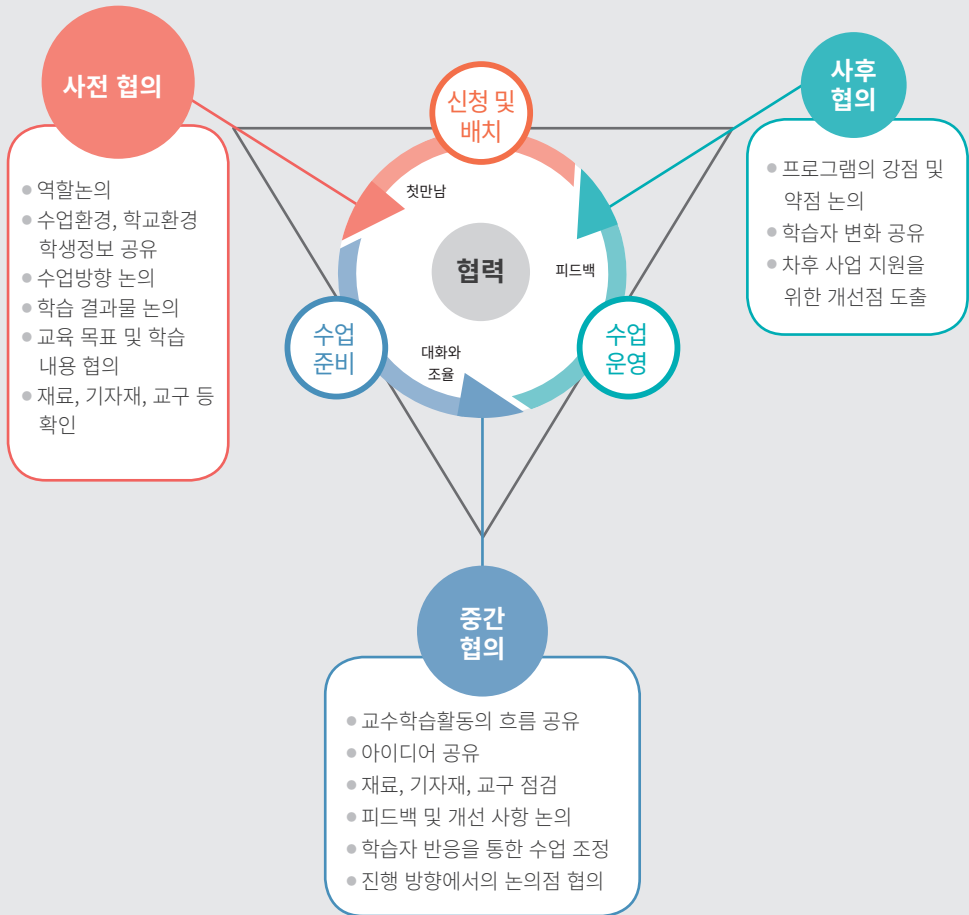 사전 협의
역할논의
수업환경, 학교환경
학생정보 공유
수업방향 논의
학습 결과물 논의
교육 목표 및 학습
내용 협의
재료, 기자재, 교구 등
확인
신청 및
배치
첫만남
협력
피드백
수업
준비
대화와
조율
수업
운영
사후
협의
프로그램의 강점 및
약점 논의
학습자 변화 공유
차후 사업 지원을
위한 개선점 도출
중간
협의
교수학습활동의 흐름 공유
아이디어 공유
재료, 기자재, 교구 점검
피드백 및 개선 사항 논의
학습자 반응을 통한 수업 조정
진행 방향에서의 논의점 협의